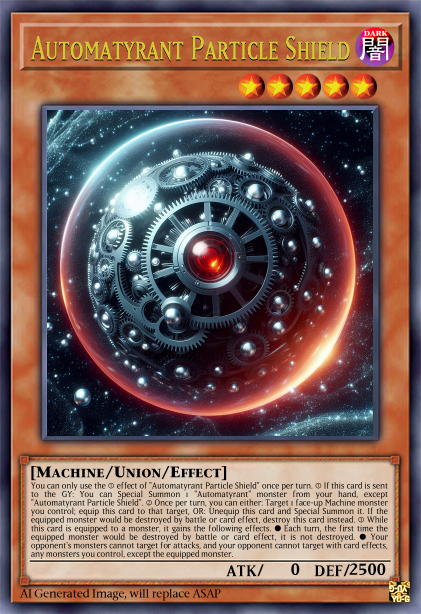 AUTOMATYRANT PARTICLE SHIELD
DARK
闇
[MACHINE/UNION/EFFECT]
You can only use the ① effect of "Automatyrant Particle Shield" once per turn. ① If this card is sent
to the GY: You can Special Summon 1 "Automatyrant" monster from your hand, except
"Automatyrant Particle Shield". ② Once per turn, you can either: Target 1 face-up Machine monster
you control; equip this card to that target, OR: Unequip this card and Special Summon it. If the
equipped monster would be destroyed by battle or card effect, destroy this card instead. ③ While
this card is equipped to a monster, it gains the following effects. ● Each turn, the first time the
equipped monster would be destroyed by battle or card effect, it is not destroyed. ● Your
opponent's monsters cannot target for attacks, and your opponent cannot target with card effects,
any monsters you control, except the equipped monster.
ATK/ 0 DEF/2500
AI Generated Image, will replace ASAP